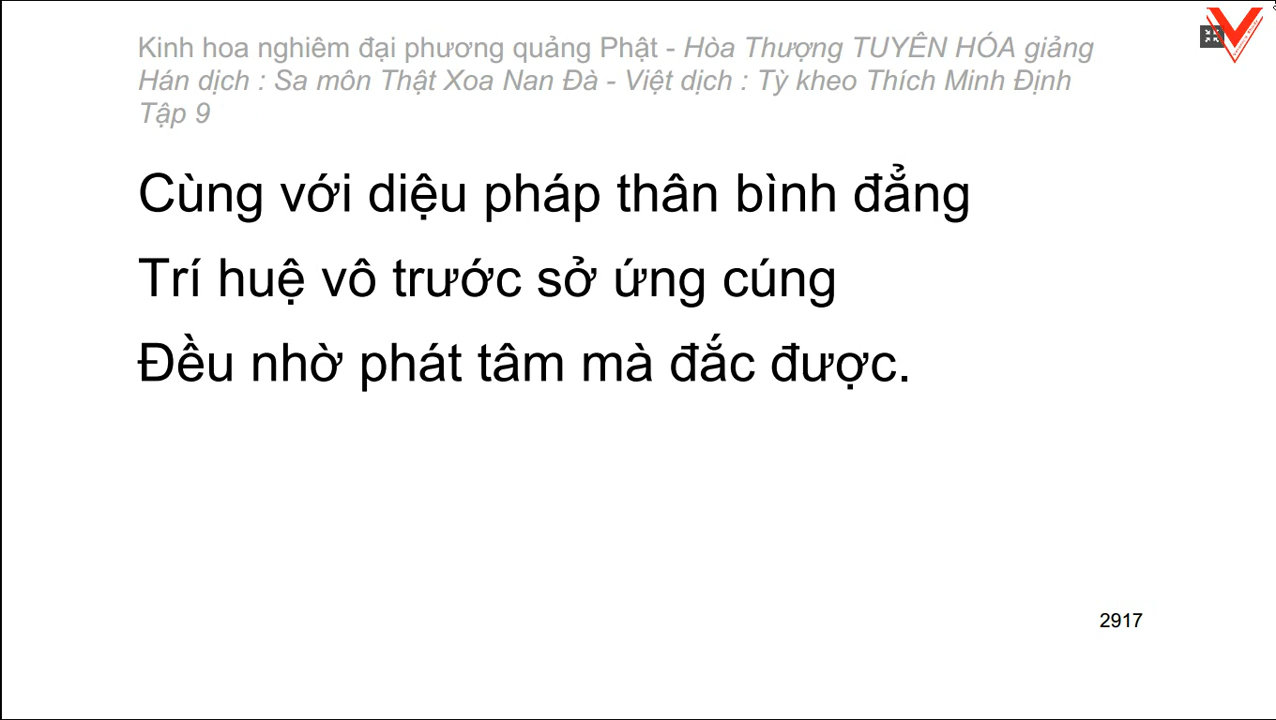 Kinh hoa nghiêm đại phương quảng Phật - Hòa Thượng TUYÊN HÓA giảng
Hán dịch : Sa môn Thật Xoa Nan Đà - Việt dịch : Tỳ kheo Thích Minh Định
Tập 9
Cùng với diệu pháp thân bình đẳng
Trí huệ vô trước sở ứng cúng
Đều nhờ phát tâm mà đắc được.
2917